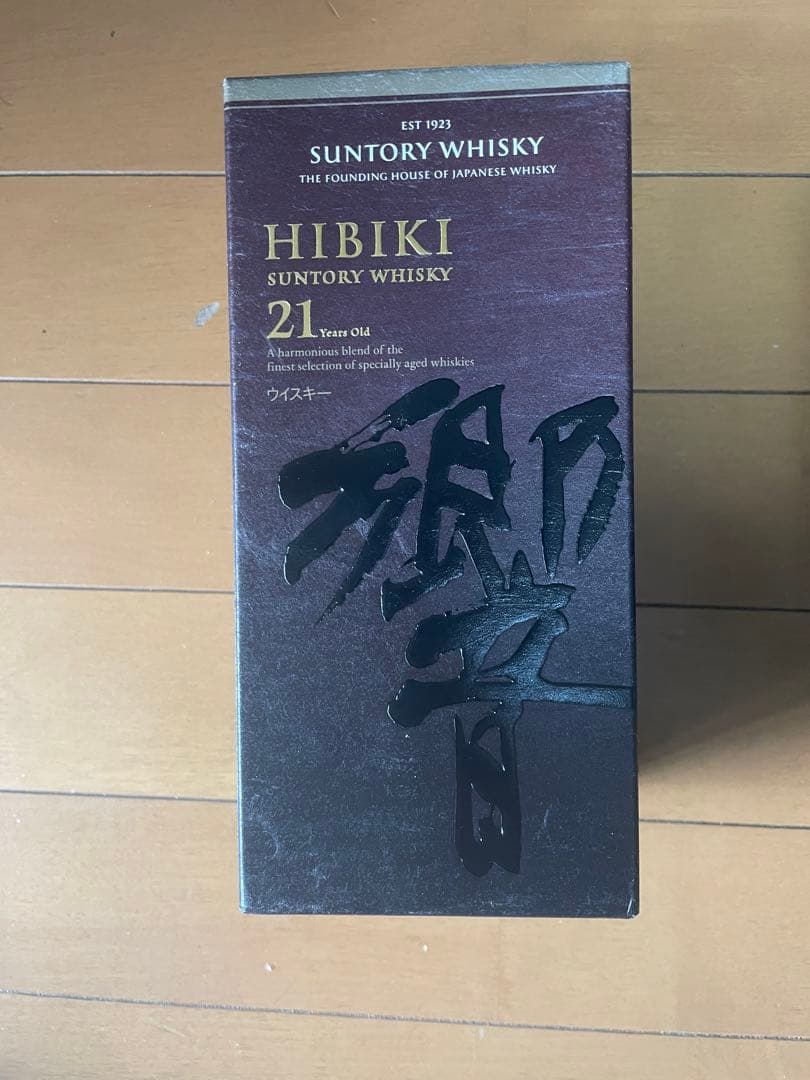 EST 1923
SUNTORY WHISKY
THE FOUNDING HOUSE OF JAPANESE WHISKY
HIBIKI
SUNTORY WHISKY
21 Years Old
A harmonious blend of the
finest selection of specially aged whiskies
ウイスキー
響